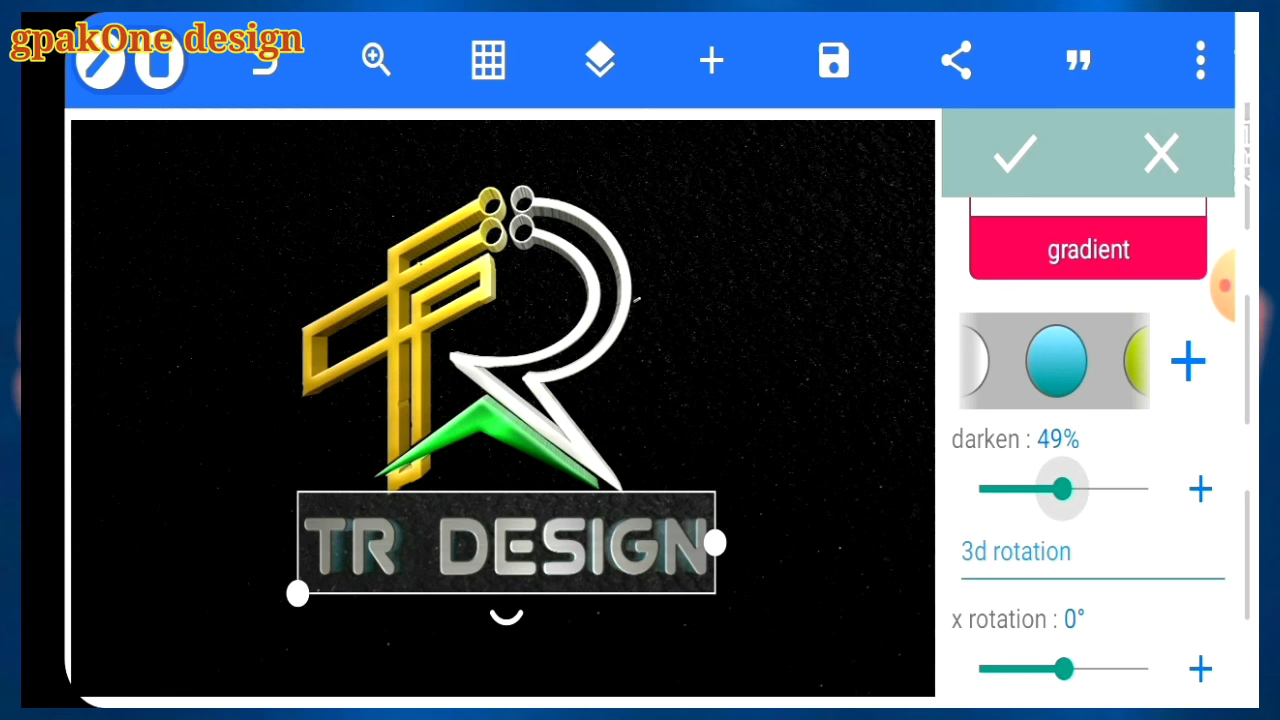 gpakOne design
gradient
darken : 49%
3d rotation
x rotation : 0°
TR DESIGN